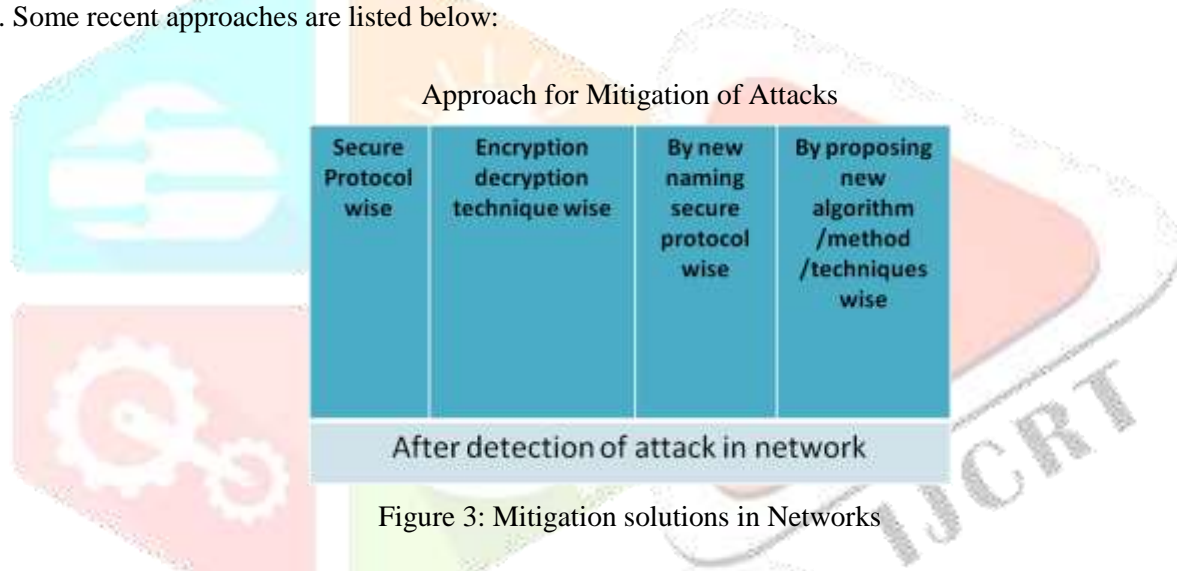 . Some recent approaches are listed below:
Approach for Mitigation of Attacks
Secure
Protocol
wise
Encryption
decryption
technique wise
By new
naming
secure
protocol
wise
By proposing
new
algorithm
/method
/techniques
wise
After detection of attack in network
Figure 3: Mitigation solutions in Networks
IJCRT